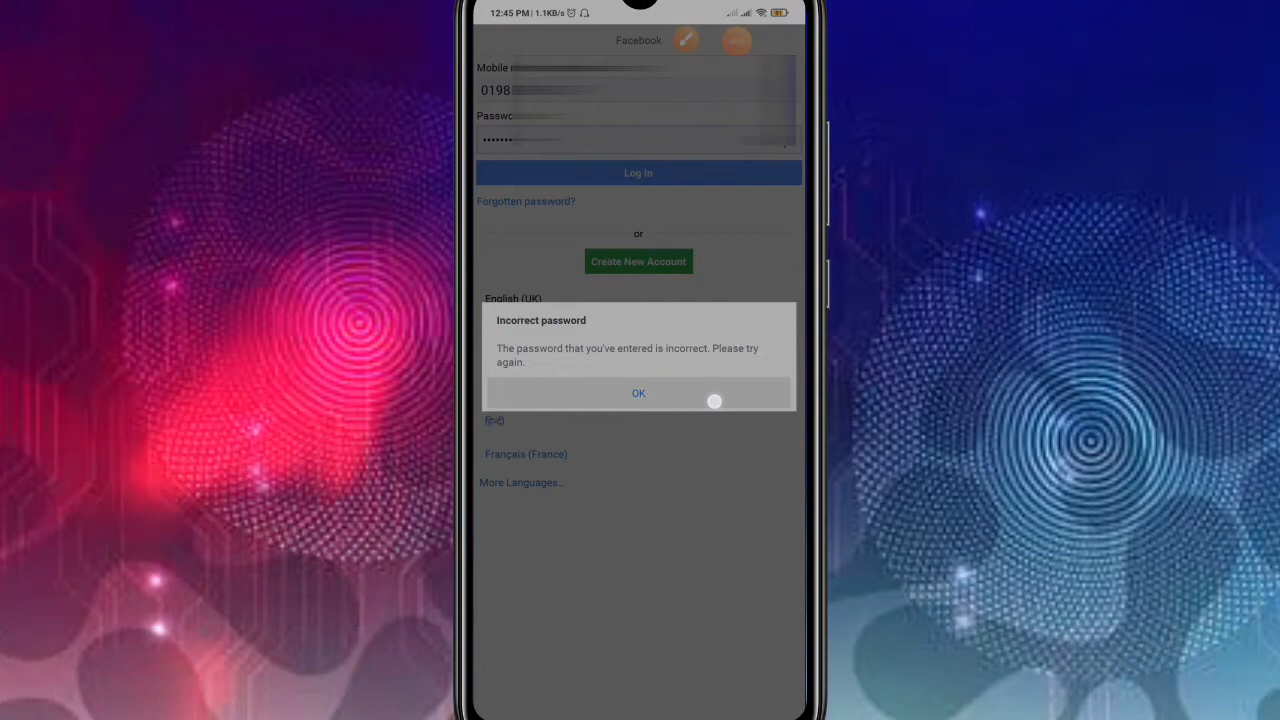 12:45 PM | 1.1KB/s
Facebook
Mobile
0198
Passwo
Log In
Forgotten password?
or
Create New Account
English (UK)
Incorrect password
The password that you've entered is incorrect. Please try
again.
OK
हिन्दी
Français (France)
More Languages...